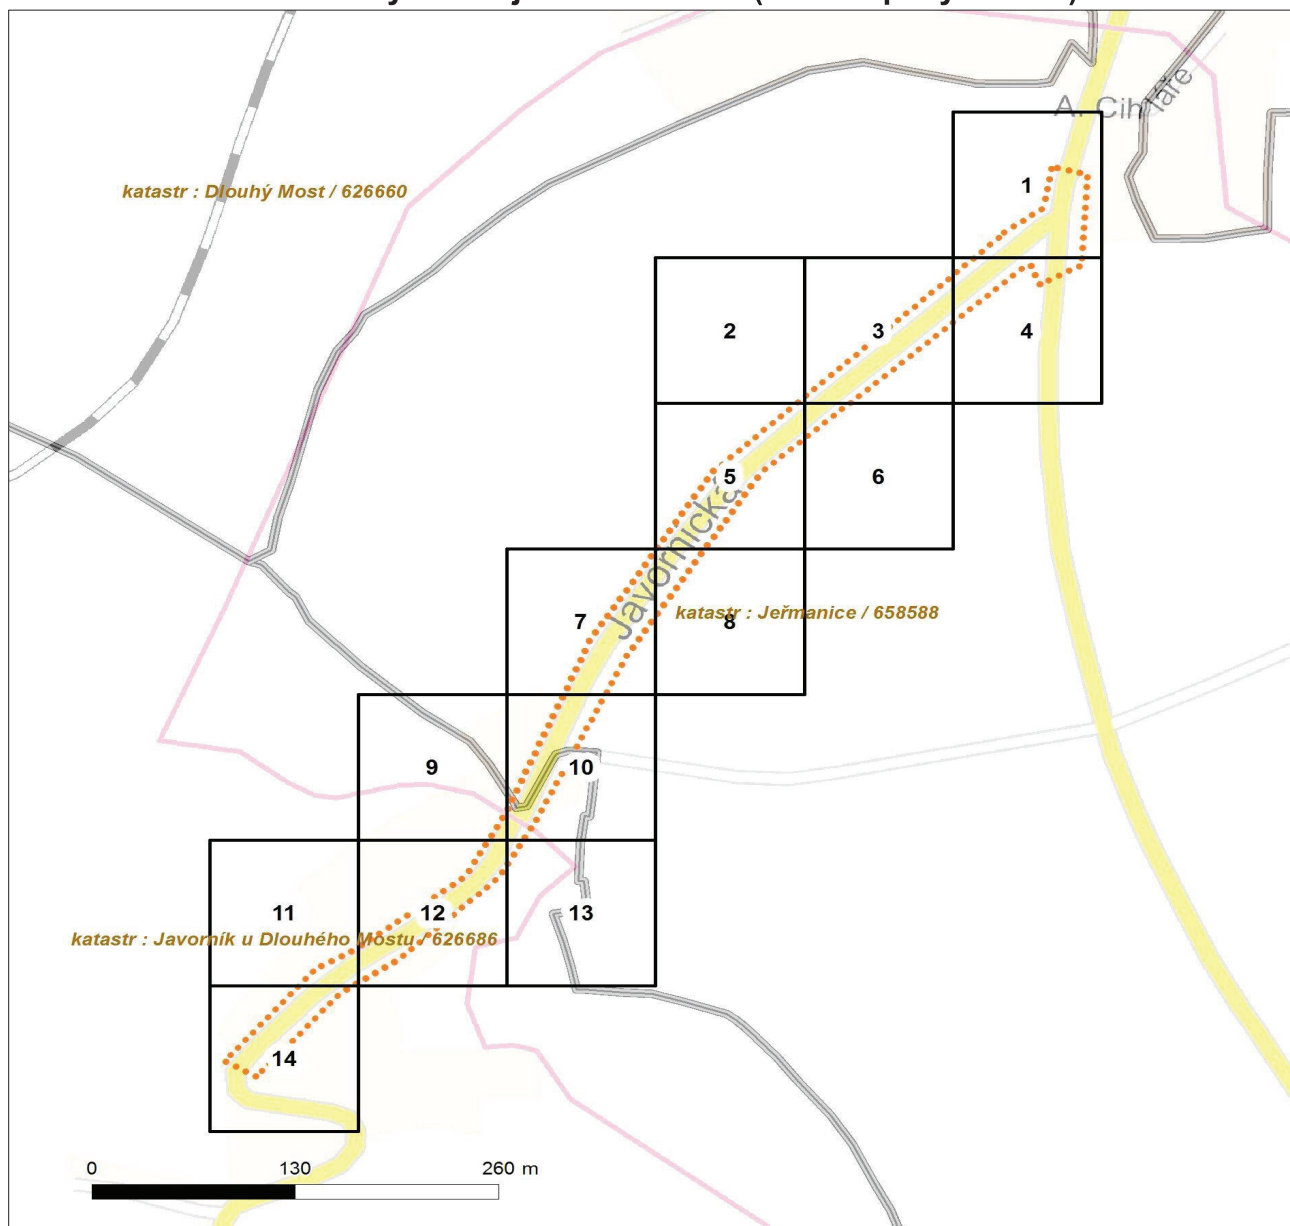 A. Cihláře
katastr : Dlouhý Most / 626660
1
2
3
4
5
6
Javornická
7
8
katastr : Jeřmanice / 658588
9
10
11
12
13
katastr : Javorník u Dlouhého Mostu / 626686
14
0 130 260 m